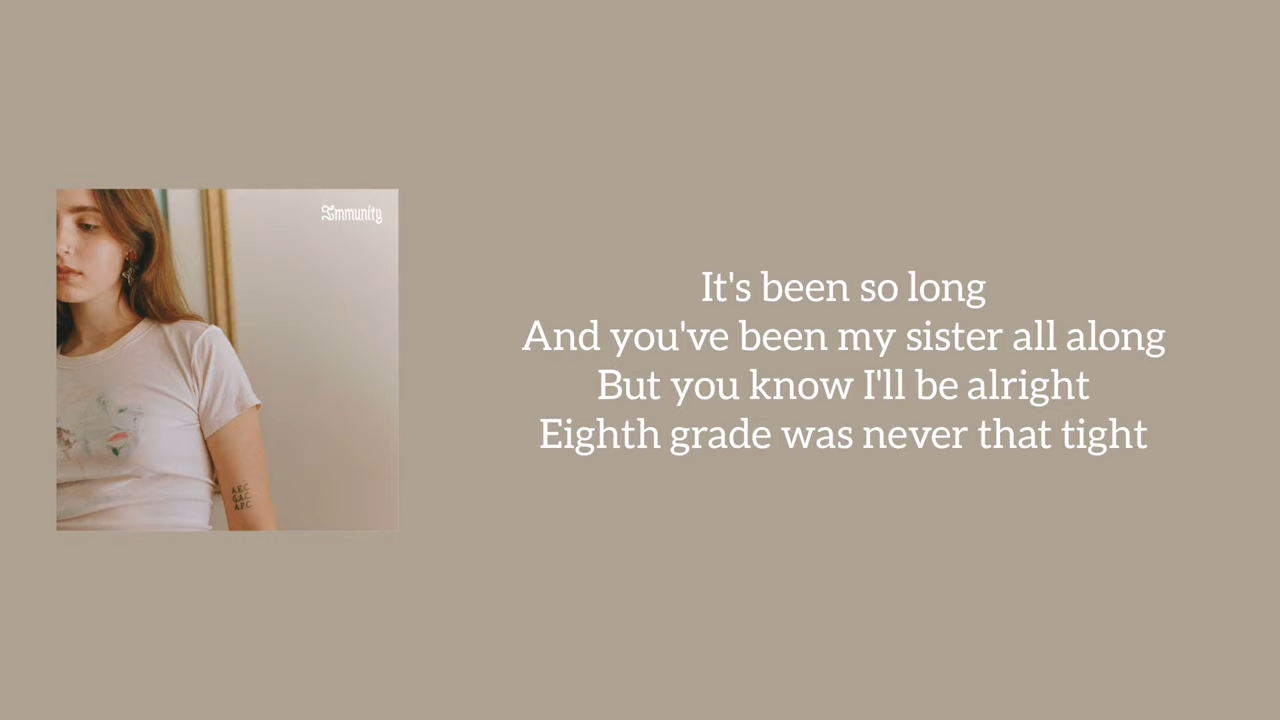 Immunity
It's been so long
And you've been my sister all along
But you know I'll be alright
Eighth grade was never that tight
A.R.C.
G.A.C.
A.P.C.